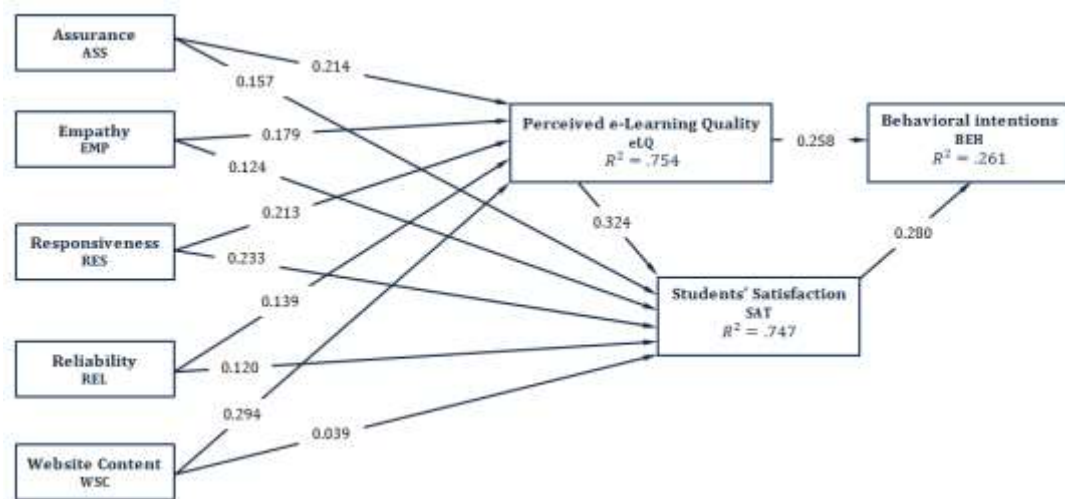 Assurance
ASS
0.214
0.157
Empathy
EMP
0.179
0.124
Perceived e-Learning Quality
eLQ
R² = .754
0.258
Behavioral intentions
BEH
R² = .261
Responsiveness
RES
0.213
0.233
0.324
0.280
Students' Satisfaction
SAT
R² = .747
0.139
Reliability
REL
0.120
0.294
0.039
Website Content
WSC